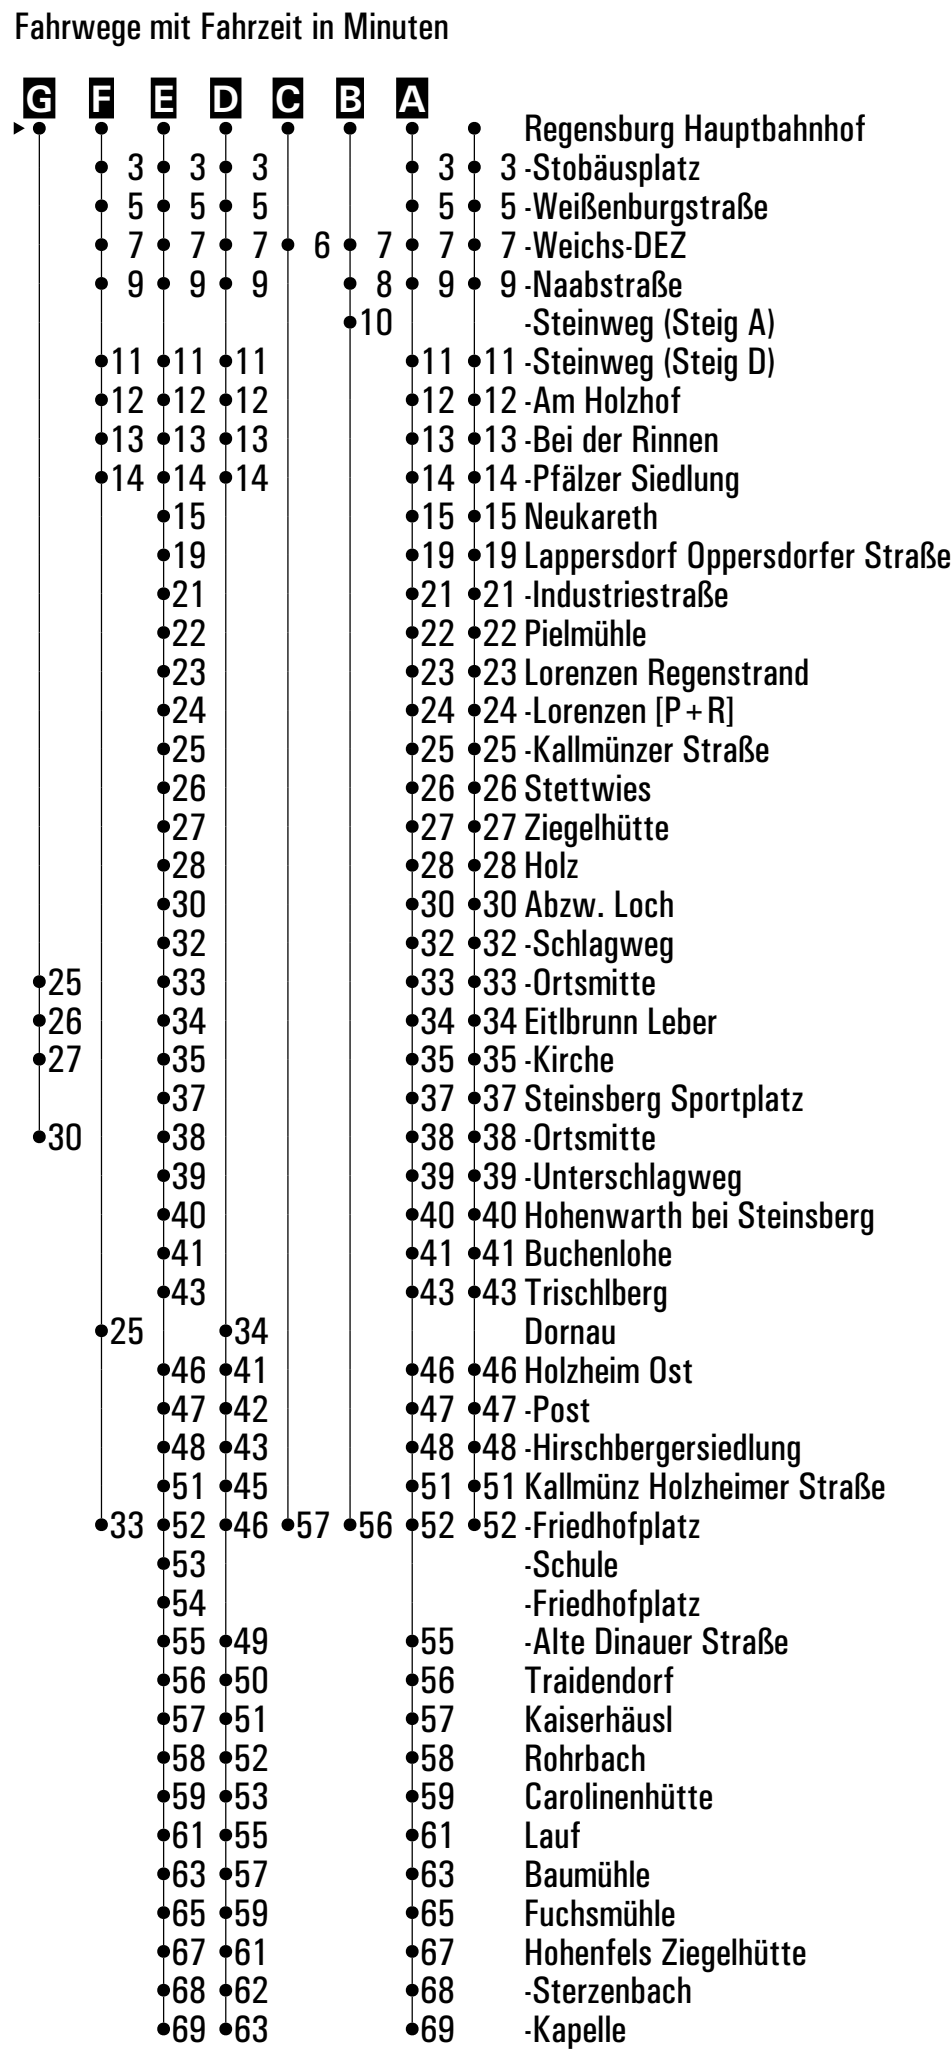 Fahrwege mit Fahrzeit in Minuten
G F E D C B A
Regensburg Hauptbahnhof
3 3 3 3 3 -Stobäusplatz
5 5 5 5 5 -Weißenburgstraße
7 7 7 6 7 7 7 -Weichs-DEZ
9 9 9 8 9 9 -Naabstraße
10 -Steinweg (Steig A)
11 11 11 11 11 -Steinweg (Steig D)
12 12 12 12 12 -Am Holzhof
13 13 13 13 13 -Bei der Rinnen
14 14 14 14 14 -Pfälzer Siedlung
15 15 15 Neukareth
19 19 19 Lappersdorf Oppersdorfer Straße
21 21 21 -Industriestraße
22 22 22 Pielmühle
23 23 23 Lorenzen Regenstrand
24 24 24 -Lorenzen [P+R]
25 25 25 -Kallmünzer Straße
26 26 26 Stettwies
27 27 27 Ziegelhütte
28 28 28 Holz
30 30 30 Abzw. Loch
32 32 32 -Schlagweg
25 33 33 33 -Ortsmitte
26 34 34 34 Eitlbrunn Leber
27 35 35 35 -Kirche
37 37 37 Steinsberg Sportplatz
30 38 38 38 -Ortsmitte
39 39 39 -Unterschlagweg
40 40 40 Hohenwarth bei Steinsberg
41 41 41 Buchenlohe
43 43 43 Trischlberg
25 34 Dornau
46 41 46 46 Holzheim Ost
47 42 47 47 -Post
48 43 48 48 -Hirschbergersiedlung
51 45 51 51 Kallmünz Holzheimer Straße
33 52 46 57 56 52 52 -Friedhofplatz
53 -Schule
54 -Friedhofplatz
55 49 55 -Alte Dinauer Straße
56 50 56 Traidendorf
57 51 57 Kaiserhäusl
58 52 58 Rohrbach
59 53 59 Carolinenhütte
61 55 61 Lauf
63 57 63 Baumühle
65 59 65 Fuchsmühle
67 61 67 Hohenfels Ziegelhütte
68 62 68 -Sterzenbach
69 63 69 -Kapelle